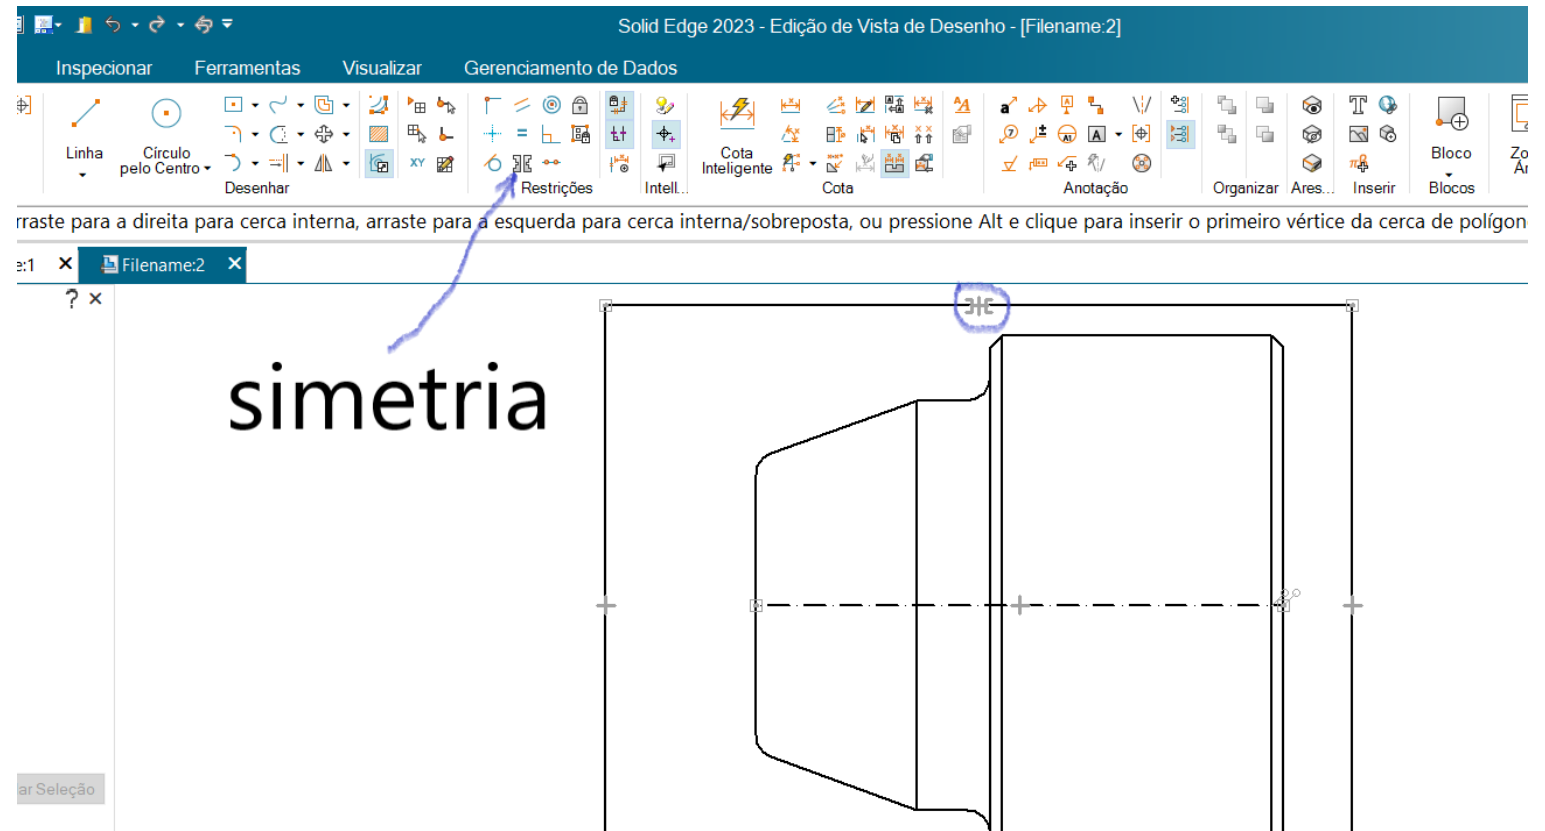 Solid Edge 2023 - Edição de Vista de Desenho - [Filename:2]
Inspecionar Ferramentas Visualizar Gerenciamento de Dados
Linha
Círculo
pelo Centro
XY
Desenhar
Restrições
Intell...
Cota
Inteligente
Cota
Anotação
Organizar
Ares...
Inserir
Bloco
Blocos
rraste para a direita para cerca interna, arraste para a esquerda para cerca interna/sobreposta, ou pressione Alt e clique para inserir o primeiro vértice da cerca de polígon
e:1 Filename:2
simetria
ar Seleção